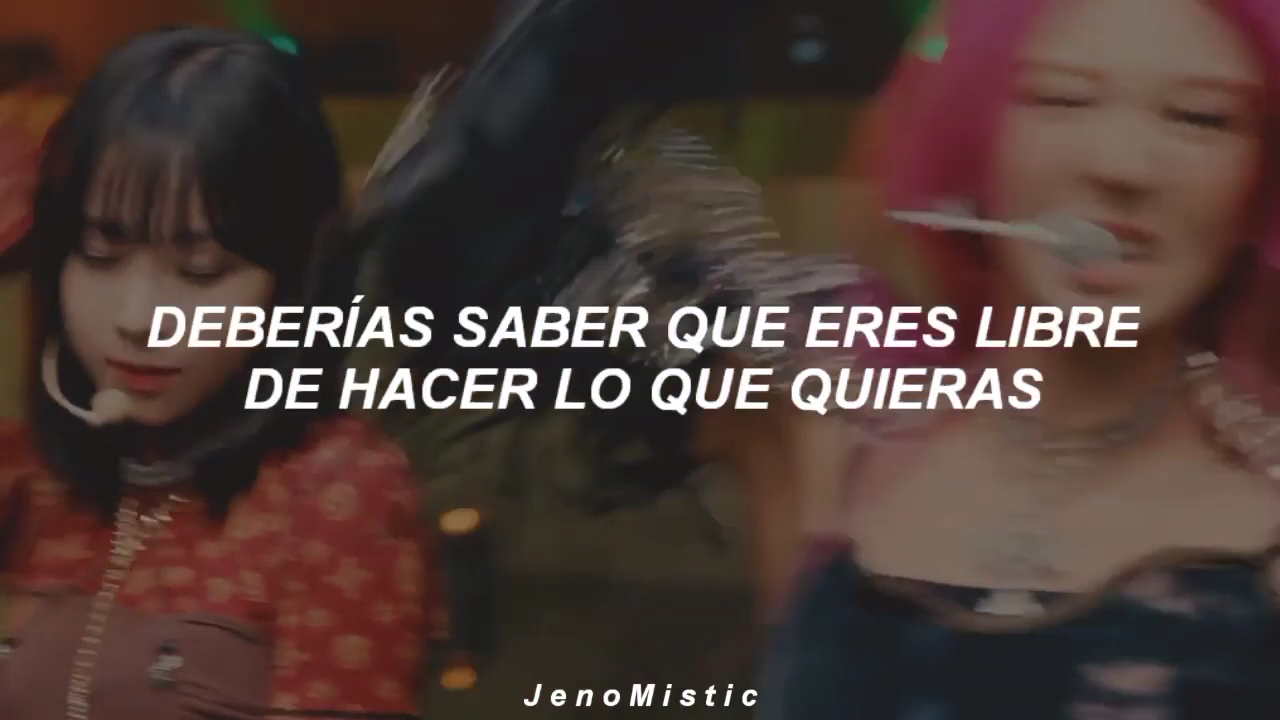 DEBERÍAS SABER QUE ERES LIBRE
DE HACER LO QUE QUIERAS
JenoMistic